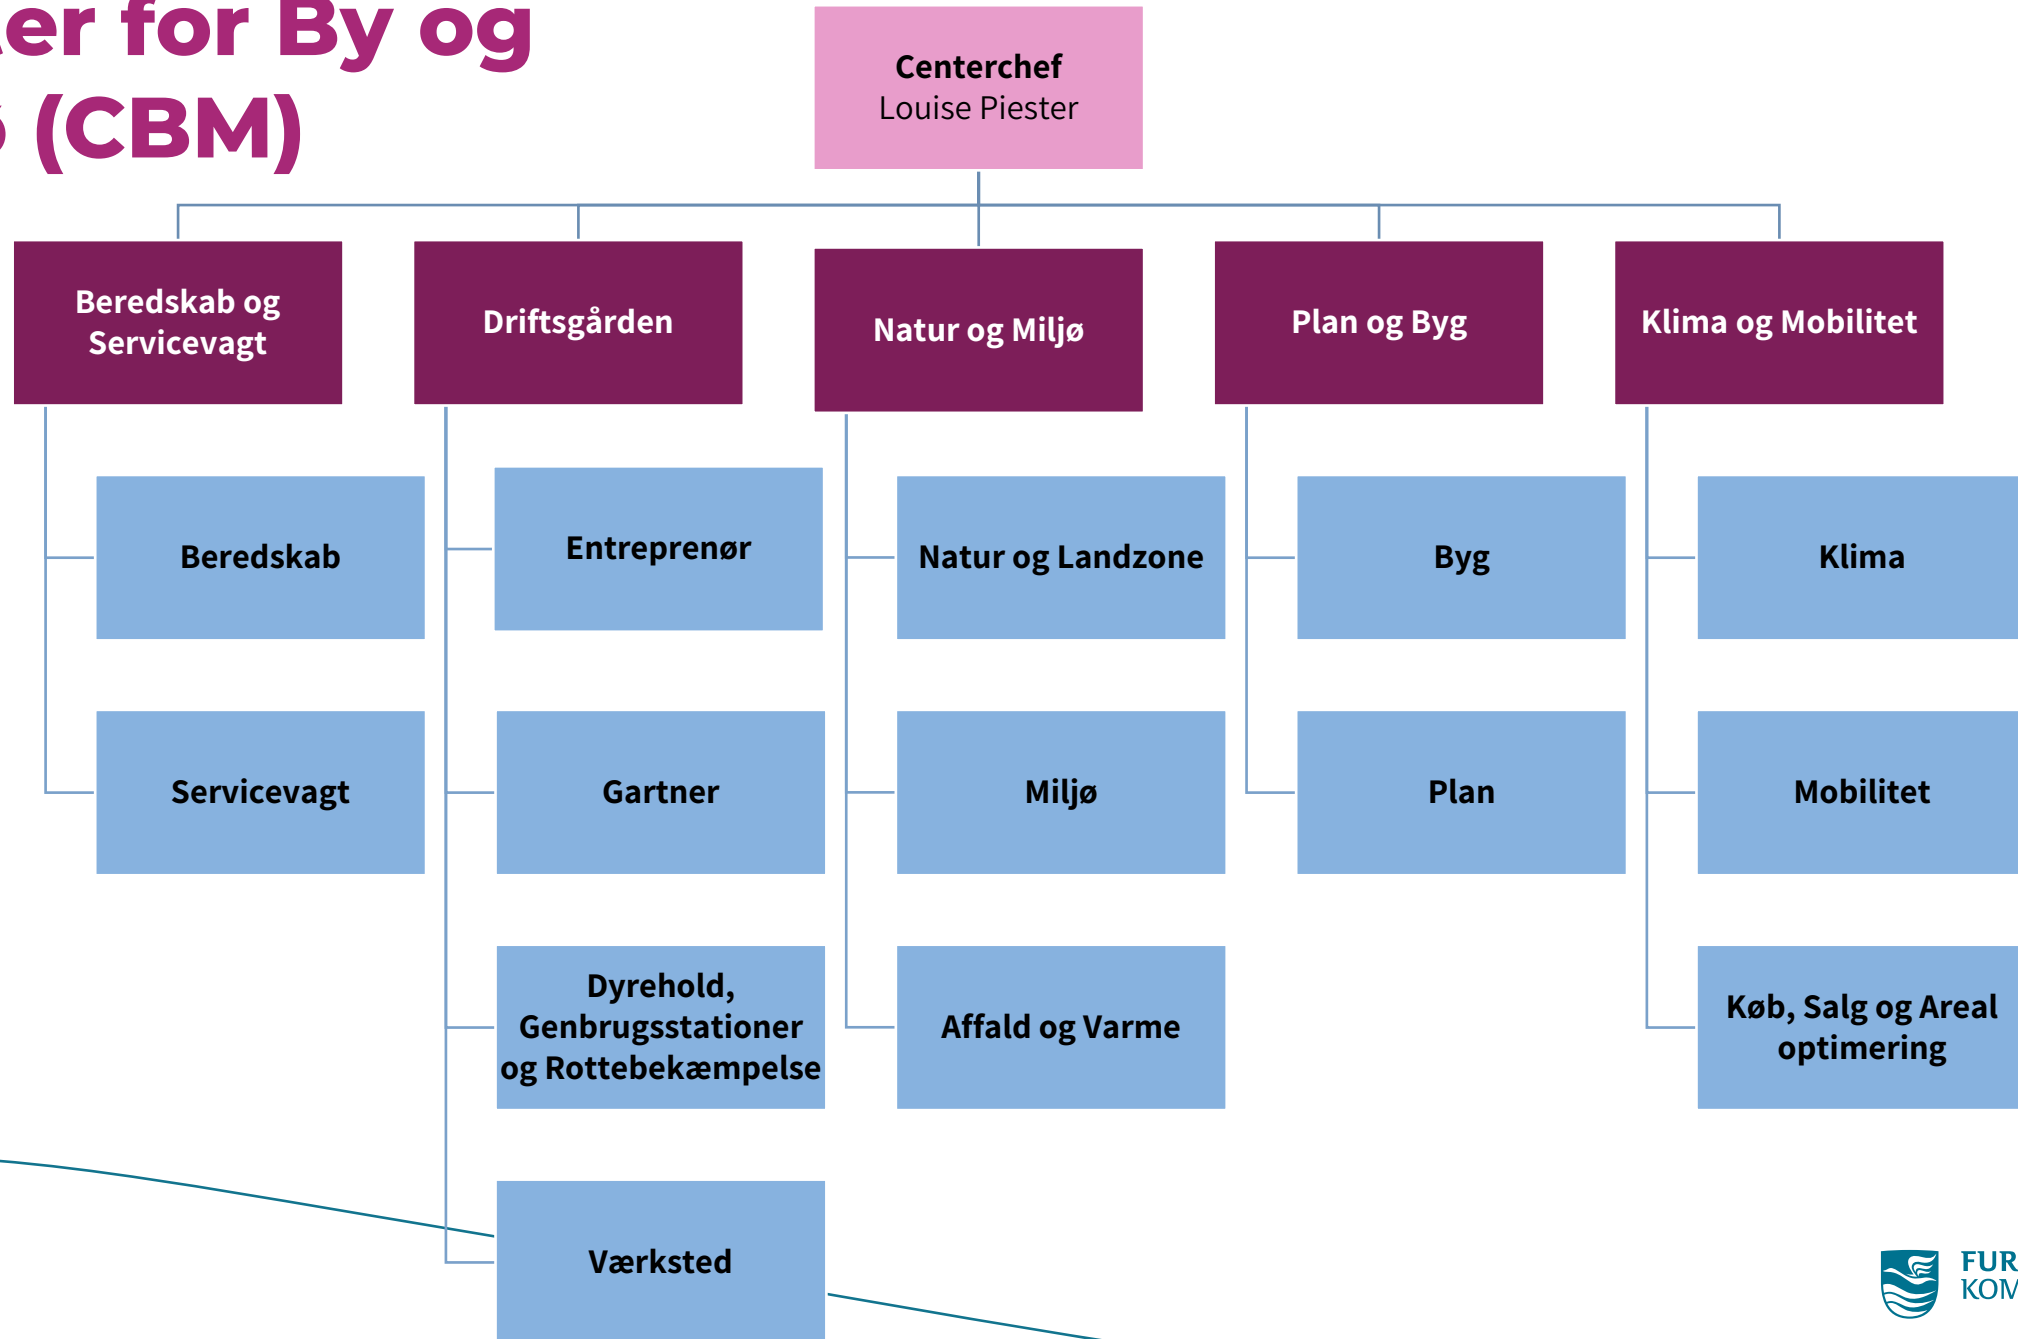 er for By og
(CBM)
Centerchef
Louise Piester
Beredskab og
Servicevagt
Driftsgården
Natur og Miljø
Plan og Byg
Klima og Mobilitet
Beredskab
Entreprenør
Natur og Landzone
Byg
Klima
Servicevagt
Gartner
Miljø
Plan
Mobilitet
Dyrehold,
Genbrugsstationer
og Rottebekæmpelse
Affald og Varme
Køb, Salg og Areal
optimering
Værksted
FUR
KOM